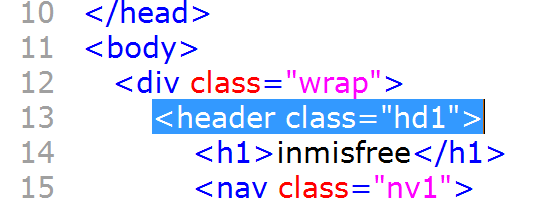 10 </head>
11 <body>
12 <div class="wrap">
13 <header class="hd1">
14 <h1>inmisfree</h1>
15 <nav class="nv1">